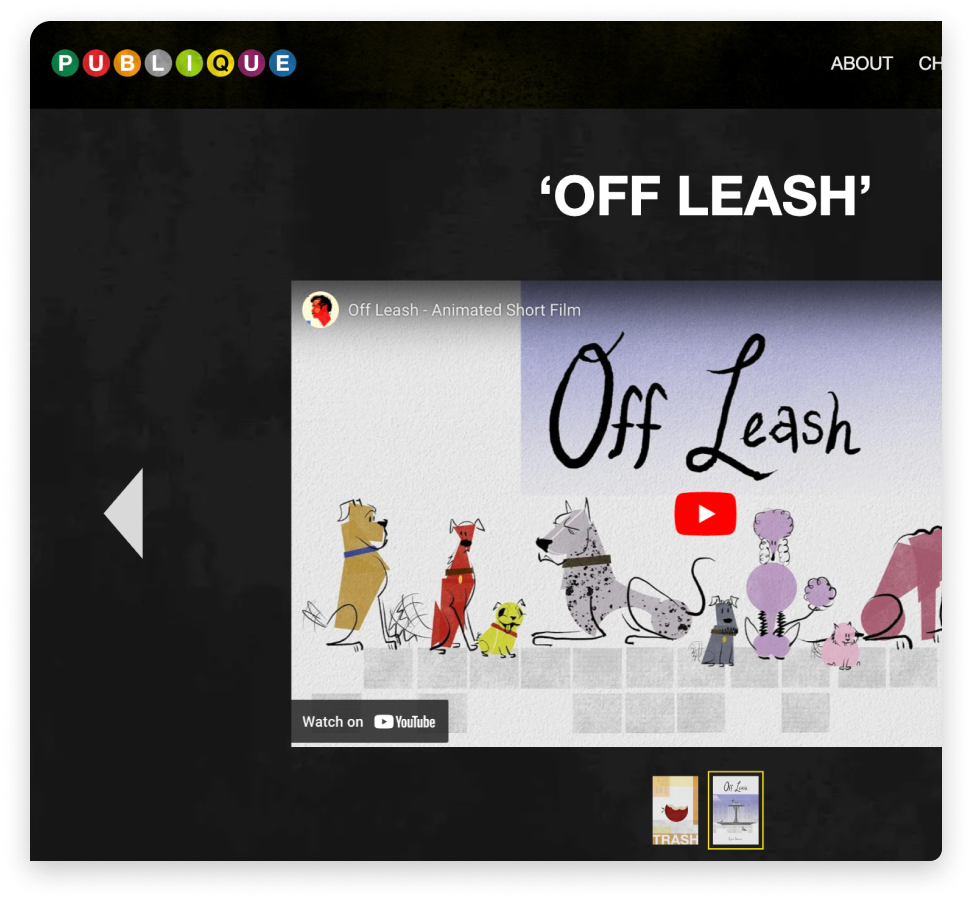 PUBLIQUE
ABOUT CH
‘OFF LEASH’
Off Leash - Animated Short Film
Off Leash
Watch on YouTube
TRASH
Off Leash